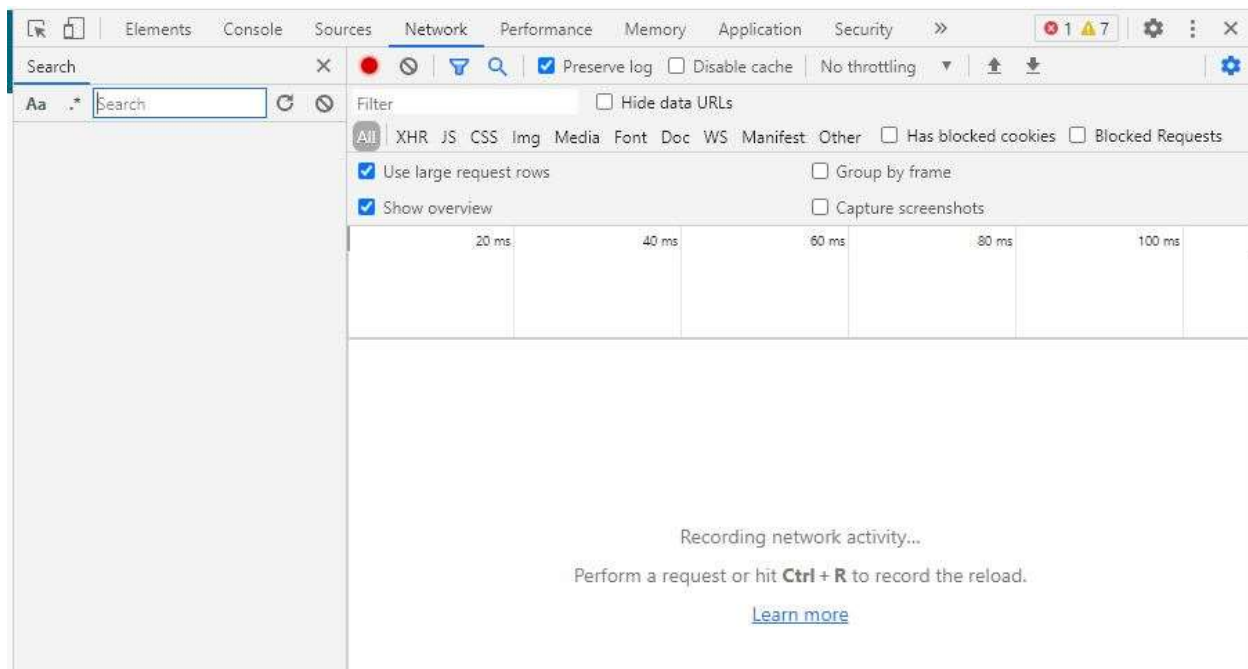 Elements Console Sources Network Performance Memory Application Security » 1 7
Search
Preserve log Disable cache No throttling
Aa .* Search
Filter Hide data URLs
All XHR JS CSS Img Media Font Doc WS Manifest Other Has blocked cookies Blocked Requests
Use large request rows Group by frame
Show overview Capture screenshots
20 ms 40 ms 60 ms 80 ms 100 ms
Recording network activity...
Perform a request or hit Ctrl + R to record the reload.
Learn more